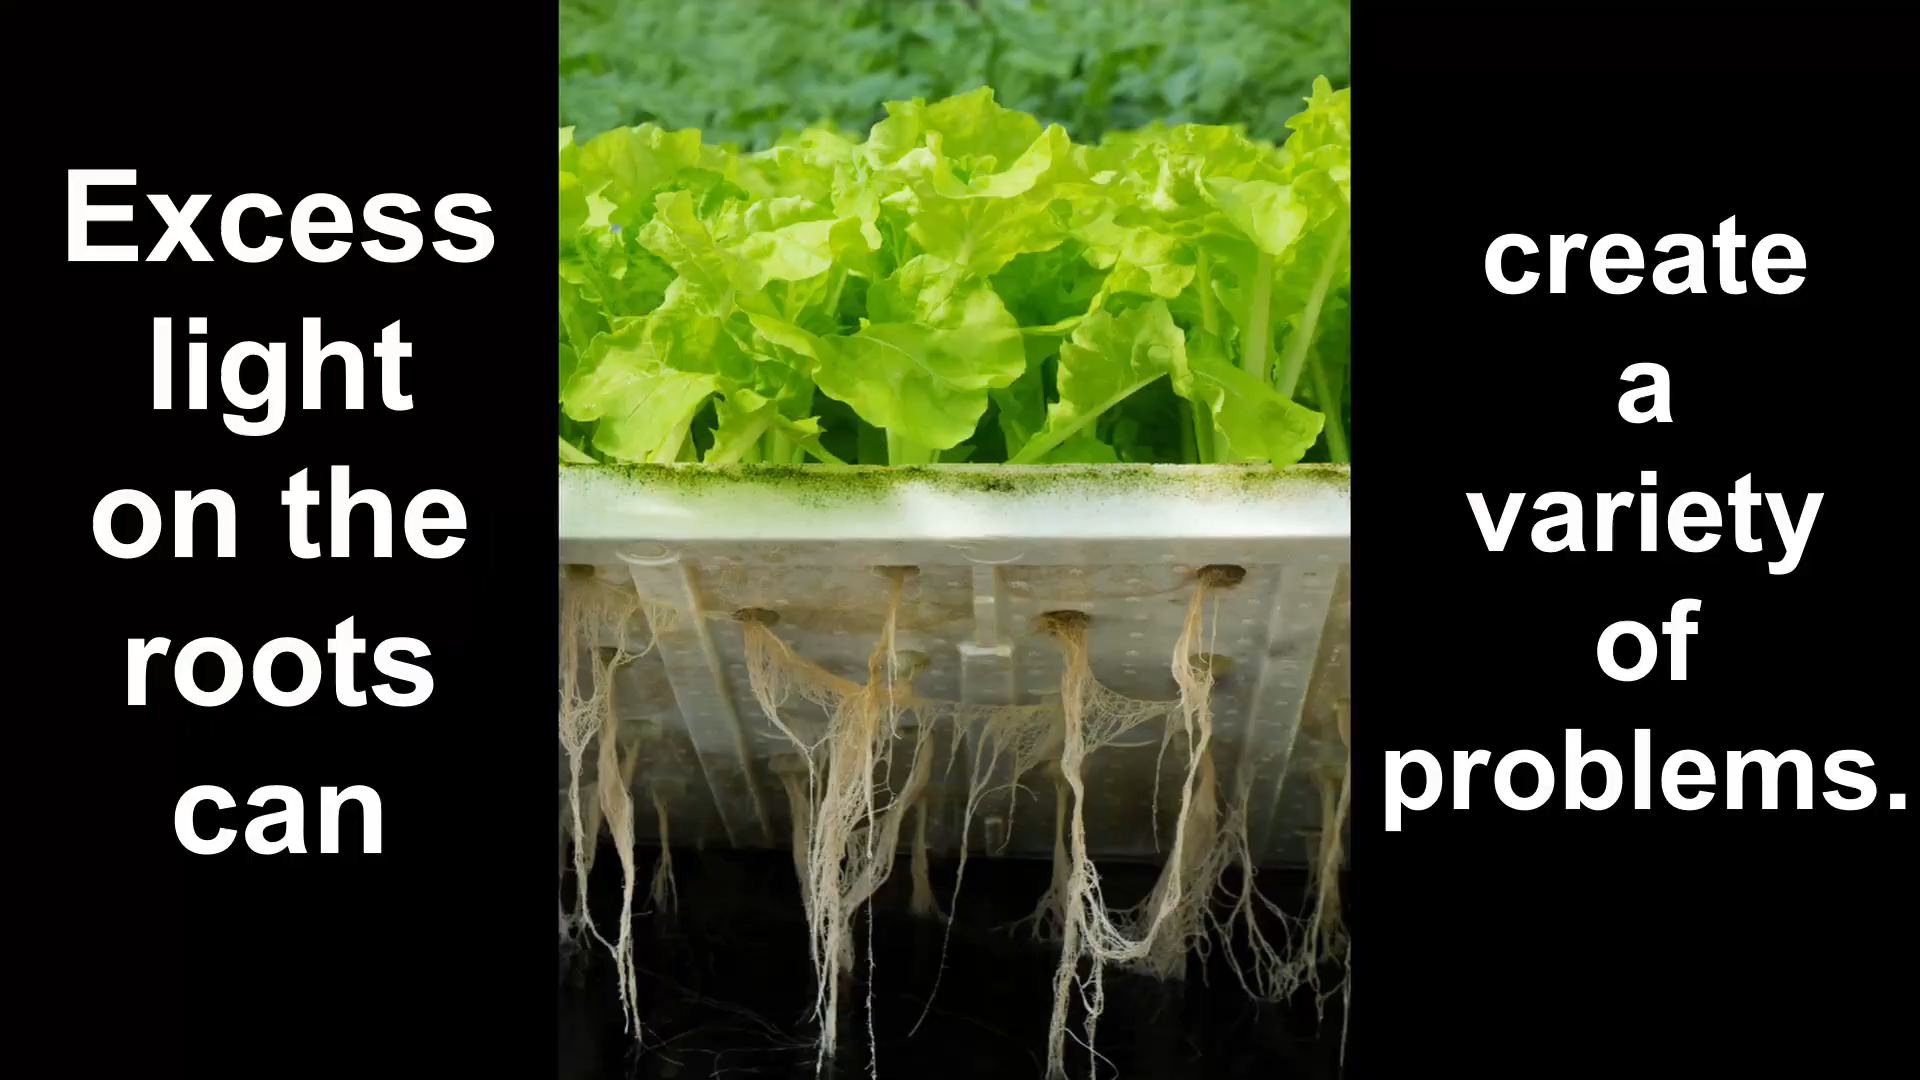 Excess
light
on the
roots
can
create
a
variety
of
problems.